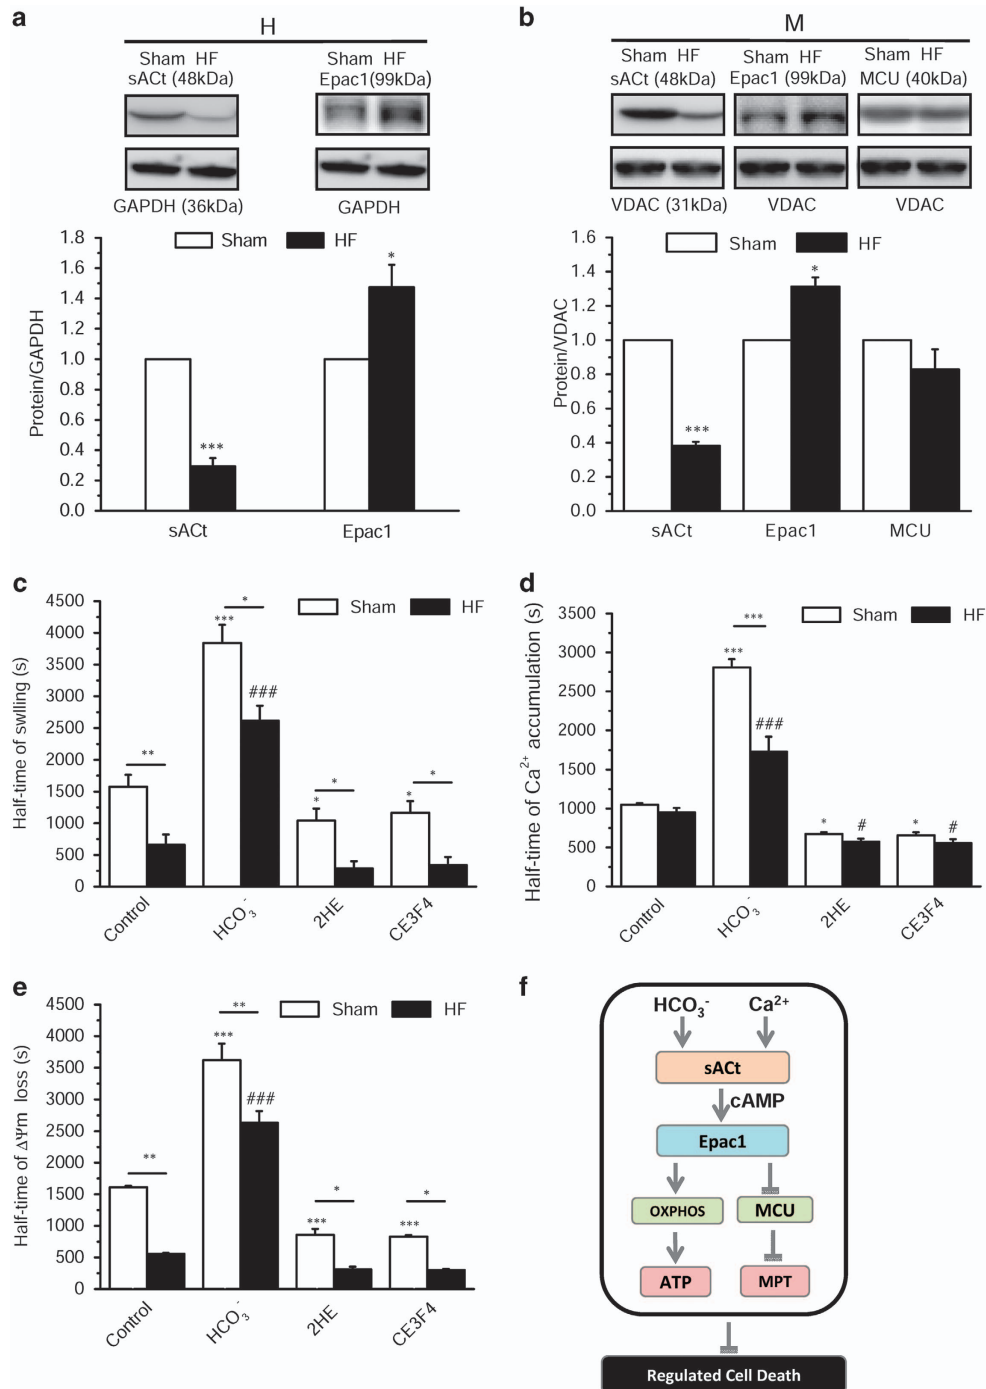 a
H
Sham HF
sACt (48kDa)
Sham HF
Epac1(99kDa)
GAPDH (36kDa)
GAPDH
Sham
HF
Protein/GAPDH
1.8
1.6
1.4
1.2
1.0
0.8
0.6
0.4
0.2
0.0
***
*
sACt
Epac1
b
M
Sham HF
sACt (48kDa)
Sham HF
Epac1 (99kDa)
Sham HF
MCU (40kDa)
VDAC (31kDa)
VDAC
VDAC
Sham
HF
Protein/VDAC
1.6
1.4
1.2
1.0
0.8
0.6
0.4
0.2
0.0
***
*
sACt
Epac1
MCU
c
Sham
HF
Half-time of swlling (s)
4500
4000
3500
3000
2500
2000
1500
1000
500
0
**
*
***
###
*
*
*
*
Control
HCO3-
2HE
CE3F4
d
Sham
HF
Half-time of Ca2+ accumulation (s)
3500
3000
2500
2000
1500
1000
500
0
***
***
###
*
#
*
#
Control
HCO3-
2HE
CE3F4
e
Sham
HF
Half-time of ΔΨm loss (s)
4500
4000
3500
3000
2500
2000
1500
1000
500
0
**
**
***
###
*
***
*
***
Control
HCO3-
2HE
CE3F4
f
HCO3- Ca2+
sACt
cAMP
Epac1
OXPHOS MCU
ATP MPT
Regulated Cell Death